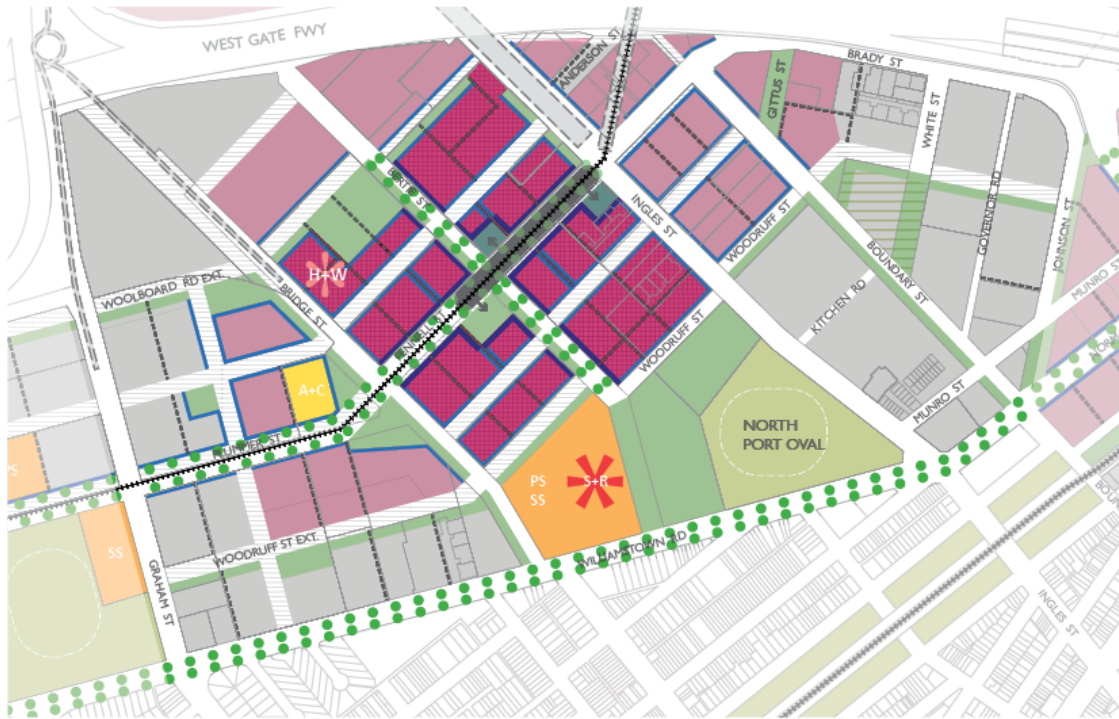 WEST GATE FWY
ANDERSON ST
BRADY ST
GITTUS ST
WHITE ST
BERTIE ST
INGLES ST
GOVERNOR RD
JOHNSON ST
WOODRUFF ST
BOUNDARY ST
MUNRO ST
H+W
WOOLBOARD RD EXT.
BRIDGE ST
KITCHEN RD
FENNELL ST
WOODRUFF ST
A+C
MUNRO ST
PLUMMER ST
NORTH
PORT OVAL
PS
PS
SS
S+R
SS
WOODRUFF ST EXT.
WILLIAMSTOWN RD
GRAHAM ST
INGLES ST